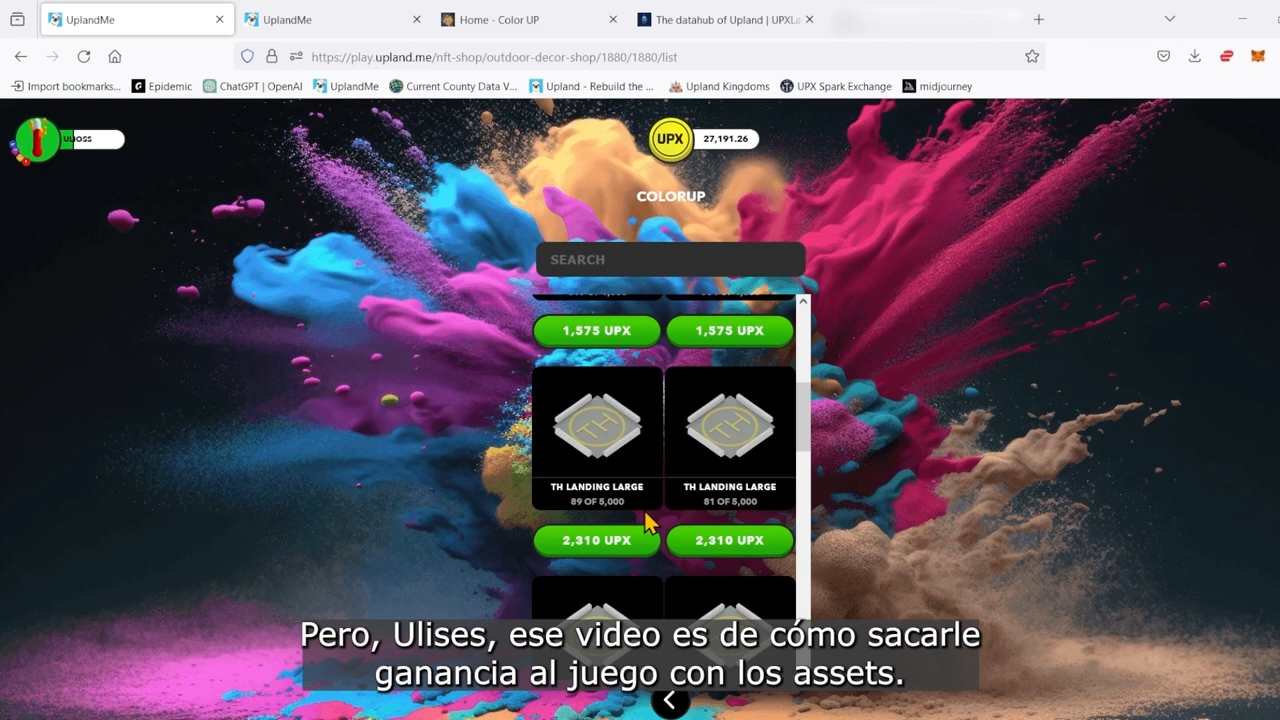 UplandMe
UplandMe
Home - Color UP
The datahub of Upland | UPXLa
https://play.upland.me/nft-shop/outdoor-decor-shop/1880/1880/list
Import bookmarks...
Epidemic
ChatGPT | OpenAI
UplandMe
Current County Data V...
Upland - Rebuild the ...
Upland Kingdoms
UPX Spark Exchange
midjourney
UPX
27,191.26
COLORUP
SEARCH
1,575 UPX
1,575 UPX
TH
TH
TH LANDING LARGE
TH LANDING LARGE
89 OF 5,000
81 OF 5,000
2,310 UPX
2,310 UPX
Pero, Ulises, ese video es de cómo sacarle
ganancia al juego con los assets.